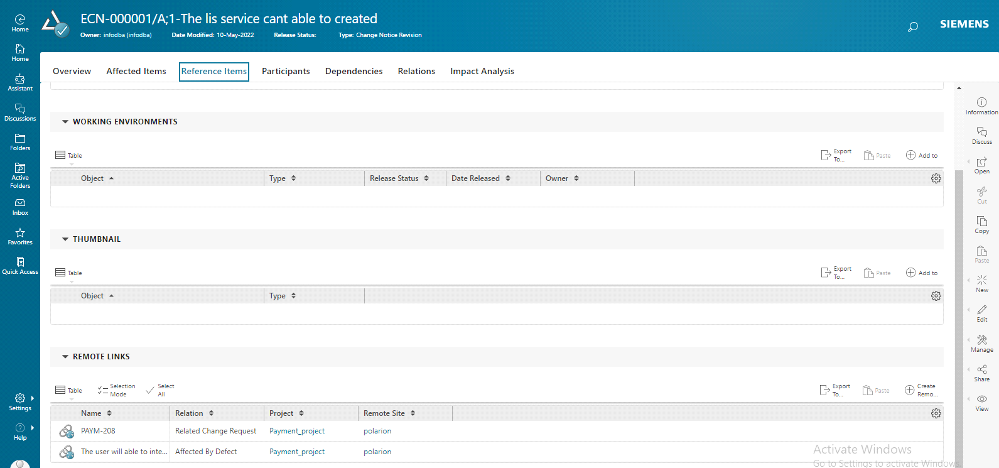 ECN-000001/A;1-The lis service cant able to created
Owner: infodba (infodba) Date Modified: 10-May-2022 Release Status: Type: Change Notice Revision
SIEMENS
Home
Home
Assistant
Discussions
Folders
Active
Folders
Inbox
Favorites
Quick Access
Settings
Help
Overview Affected Items Reference Items Participants Dependencies Relations Impact Analysis
WORKING ENVIRONMENTS
Table
Export
To...
Paste
Add to
Object Type Release Status Date Released Owner
THUMBNAIL
Table
Export
To...
Paste
Add to
Object Type
REMOTE LINKS
Table
Selection
Mode
Select
All
Export
To...
Paste
Create
Remo...
Name Relation Project Remote Site
PAYM-208 Related Change Request Payment_project polarion
The user will able to inte... Affected By Defect Payment_project polarion
Information
Discuss
Open
Cut
Copy
Paste
New
Edit
Manage
Share
View
Activate Windows
Go to Settings to activate Windows.